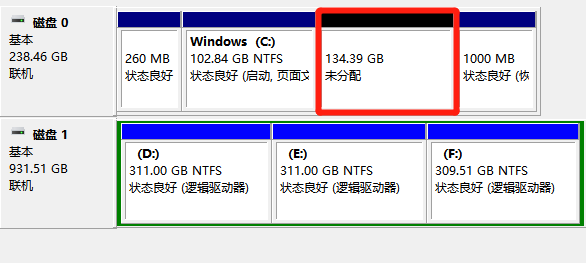 磁盘 0
基本
238.46 GB
联机
260 MB
状态良好
Windows (C:)
102.84 GB NTFS
状态良好 (启动, 页面文
134.39 GB
未分配
1000 MB
状态良好 (恢
磁盘 1
基本
931.51 GB
联机
(D:)
311.00 GB NTFS
状态良好 (逻辑驱动器)
(E:)
311.00 GB NTFS
状态良好 (逻辑驱动器)
(F:)
309.51 GB NTFS
状态良好 (逻辑驱动器)